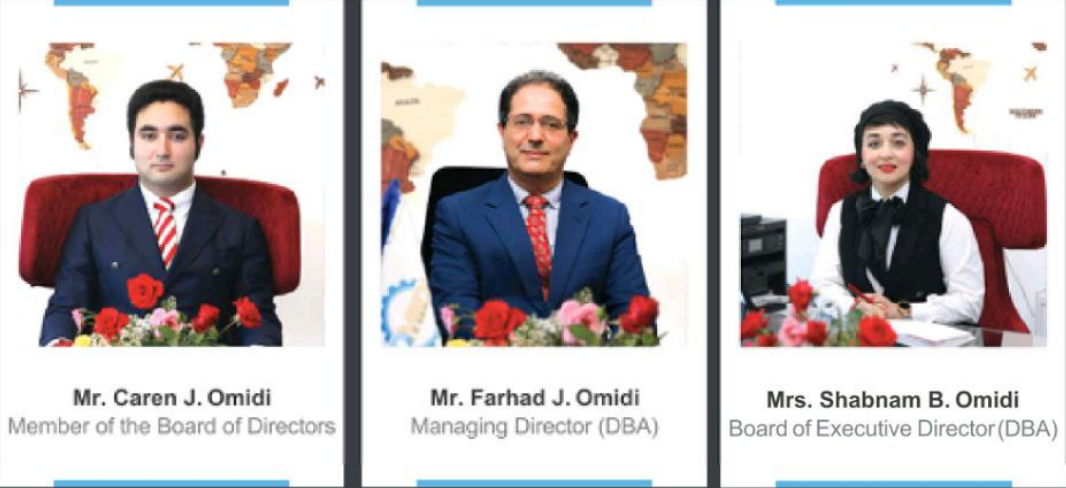 Mr. Caren J. Omidi
Member of the Board of Directors
BRAZIL
Mr. Farhad J. Omidi
Managing Director (DBA)
Mrs. Shabnam B. Omidi
Board of Executive Director (DBA)